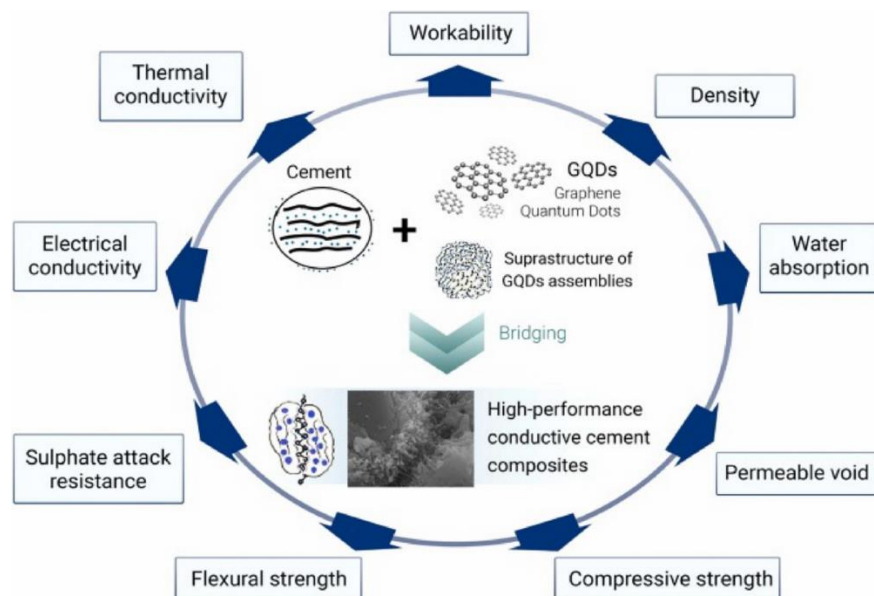 Workability
Thermal
conductivity
Density
Cement
GQDs
Graphene
Quantum Dots
Electrical
conductivity
Water
absorption
Suprastructure of
GQDs assemblies
Bridging
High-performance
conductive cement
composites
Sulphate attack
resistance
Permeable void
Flexural strength
Compressive strength